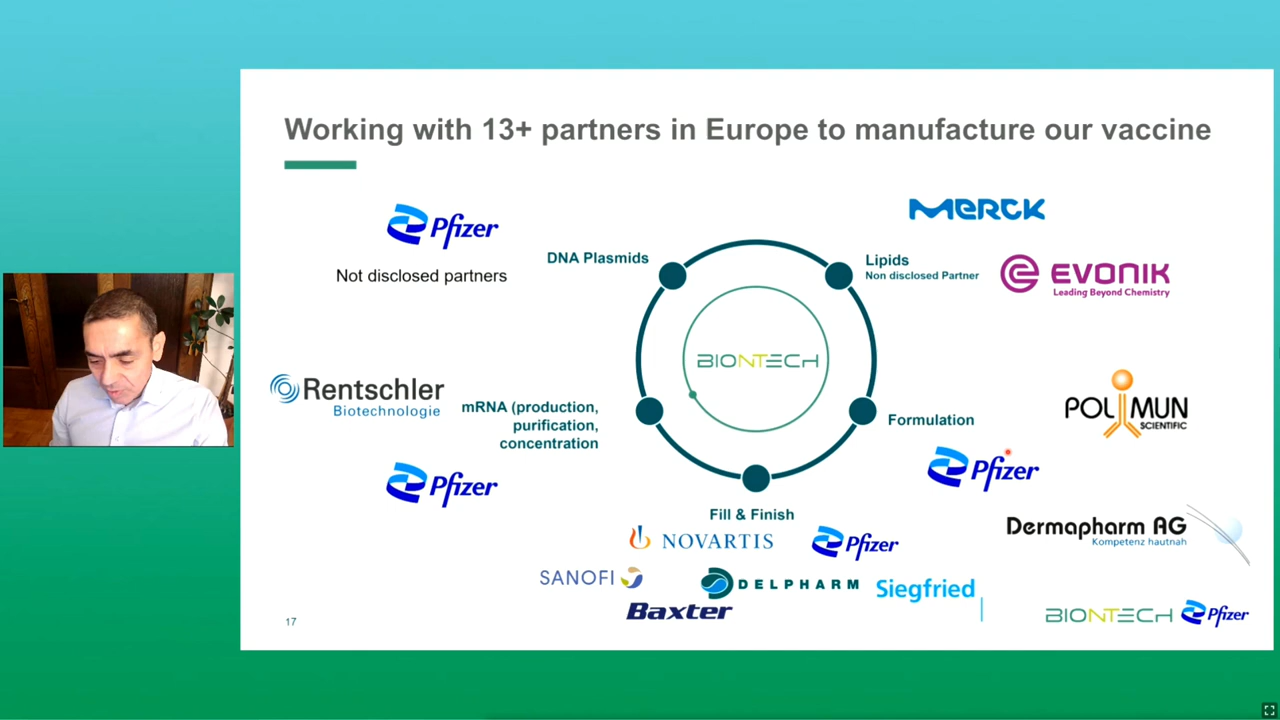 Working with 13+ partners in Europe to manufacture our vaccine
Pfizer
Not disclosed partners
DNA Plasmids
Lipids
Non disclosed Partner
MERCK
EVONIK
Leading Beyond Chemistry
BIONTECH
Rentschler
Biotechnologie
mRNA (production,
purification,
concentration
Pfizer
Formulation
POLYMUN
SCIENTIFIC
Pfizer
Dermapharm AG
Kompetenz hautnah
Fill & Finish
NOVARTIS
Pfizer
SANOFI
DELPHARM
Siegfried
Baxter
17
BIONTECH Pfizer